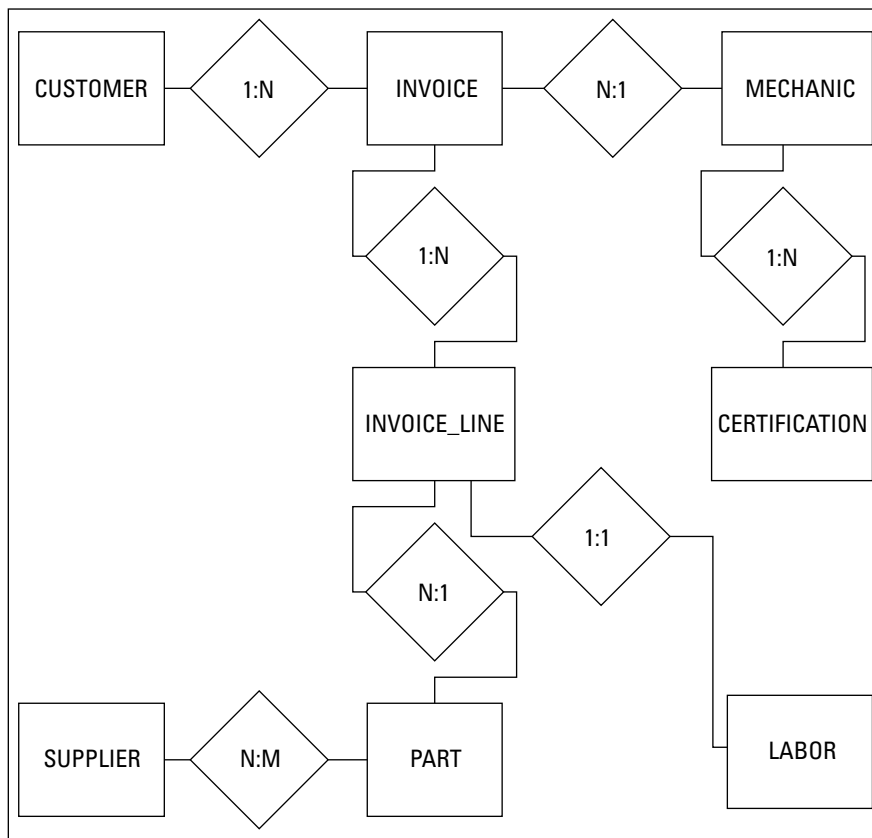 CUSTOMER
1:N
INVOICE
N:1
MECHANIC
1:N
1:N
INVOICE_LINE
CERTIFICATION
1:1
N:1
SUPPLIER
N:M
PART
LABOR